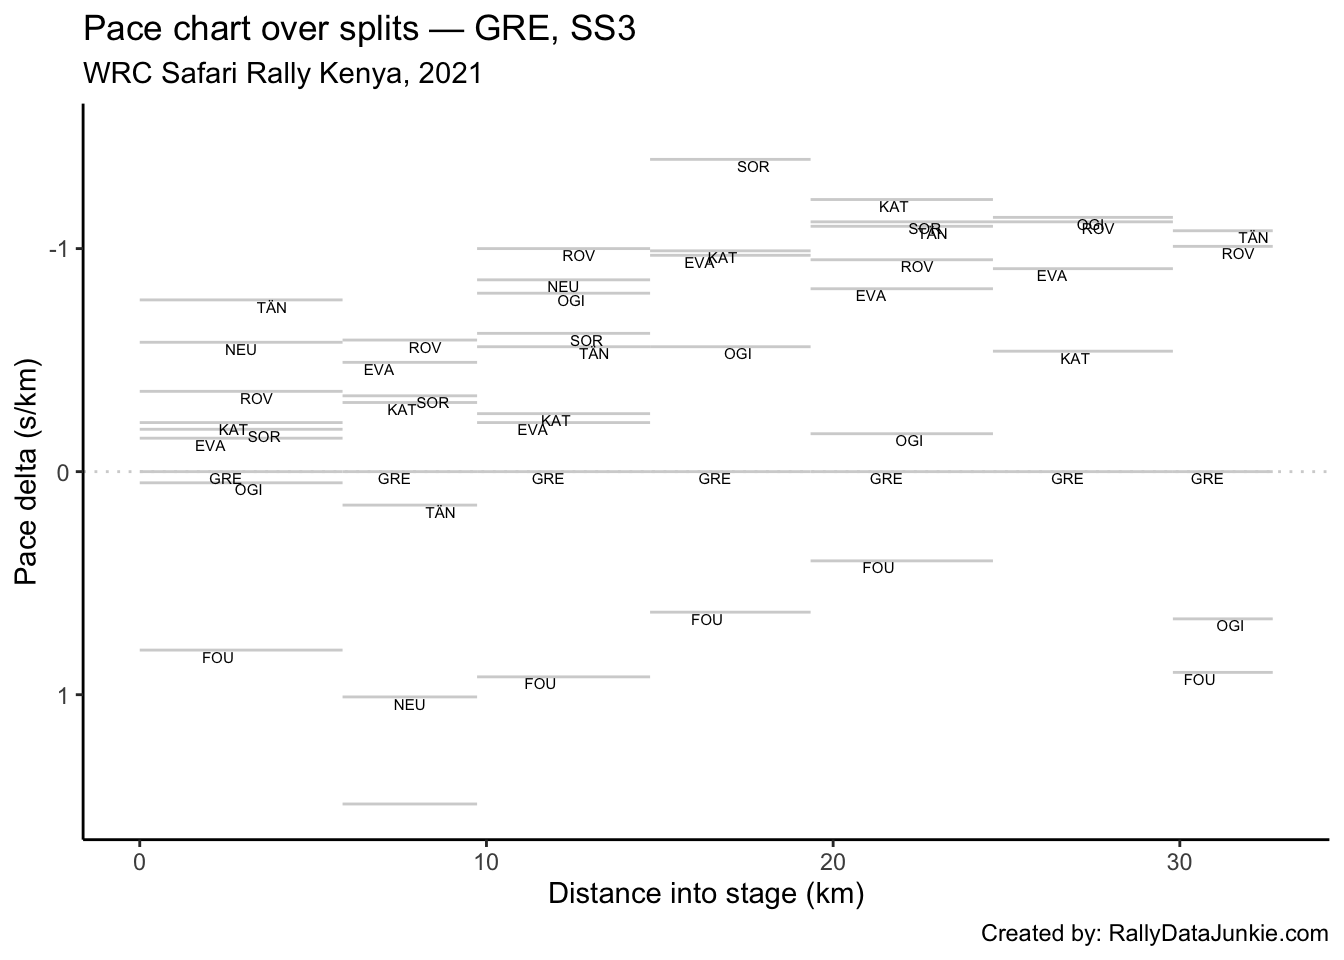 Pace chart over splits — GRE, SS3
WRC Safari Rally Kenya, 2021
SOR
KAT
-1
OGI
ROV
SOR
TÄN
TÄN
ROV
ROV
KAT
EVA
ROV
EVA
NEU
OGI
EVA
TÄN
SOR
TÄN
ROV
NEU
OGI
KAT
EVA
ROV
KAT
SOR
KAT
EVA
KAT
SOR
EVA
OGI
0
GRE
GRE
GRE
GRE
GRE
GRE
GRE
OGI
TÄN
FOU
FOU
OGI
FOU
FOU
FOU
1
NEU
Pace delta (s/km)
0
10
20
30
Distance into stage (km)
Created by: RallyDataJunkie.com